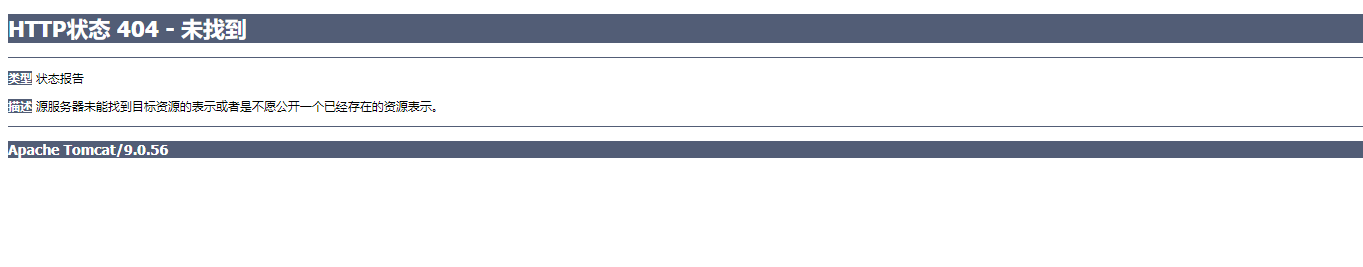 HTTP状态 404 - 未找到
类型 状态报告
描述 源服务器未能找到目标资源的表示或者是不愿公开一个已经存在的资源表示。
Apache Tomcat/9.0.56